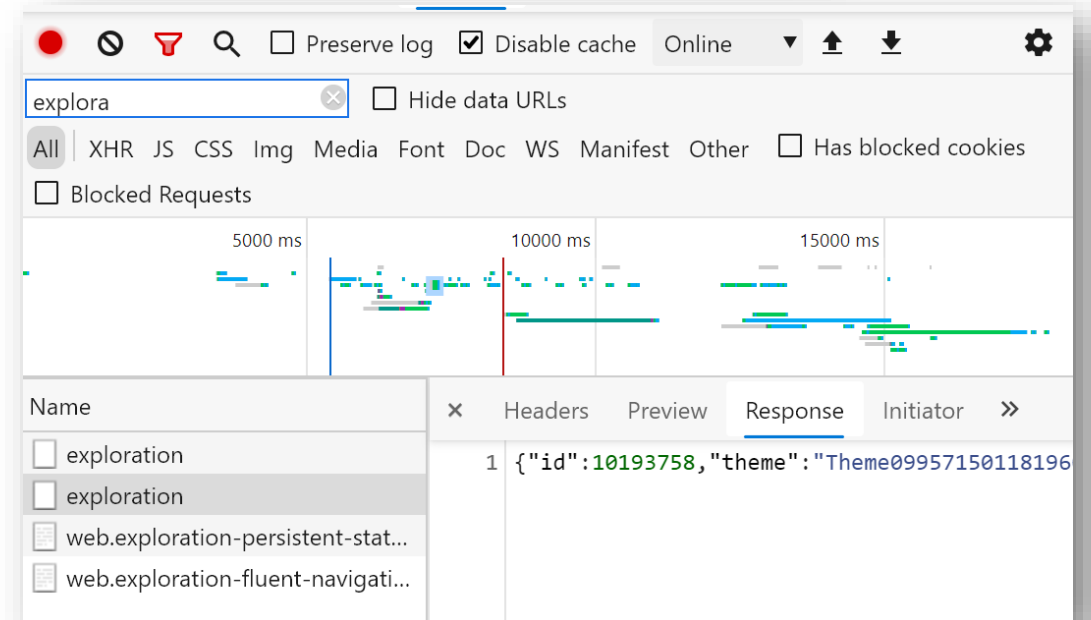 Preserve log Disable cache Online
explora Hide data URLs
All XHR JS CSS Img Media Font Doc WS Manifest Other Has blocked cookies
Blocked Requests
5000 ms 10000 ms 15000 ms
Name
exploration
exploration
web.exploration-persistent-stat...
web.exploration-fluent-navigati...
Headers Preview Response Initiator
1 {"id":10193758,"theme":"Theme099571501181966